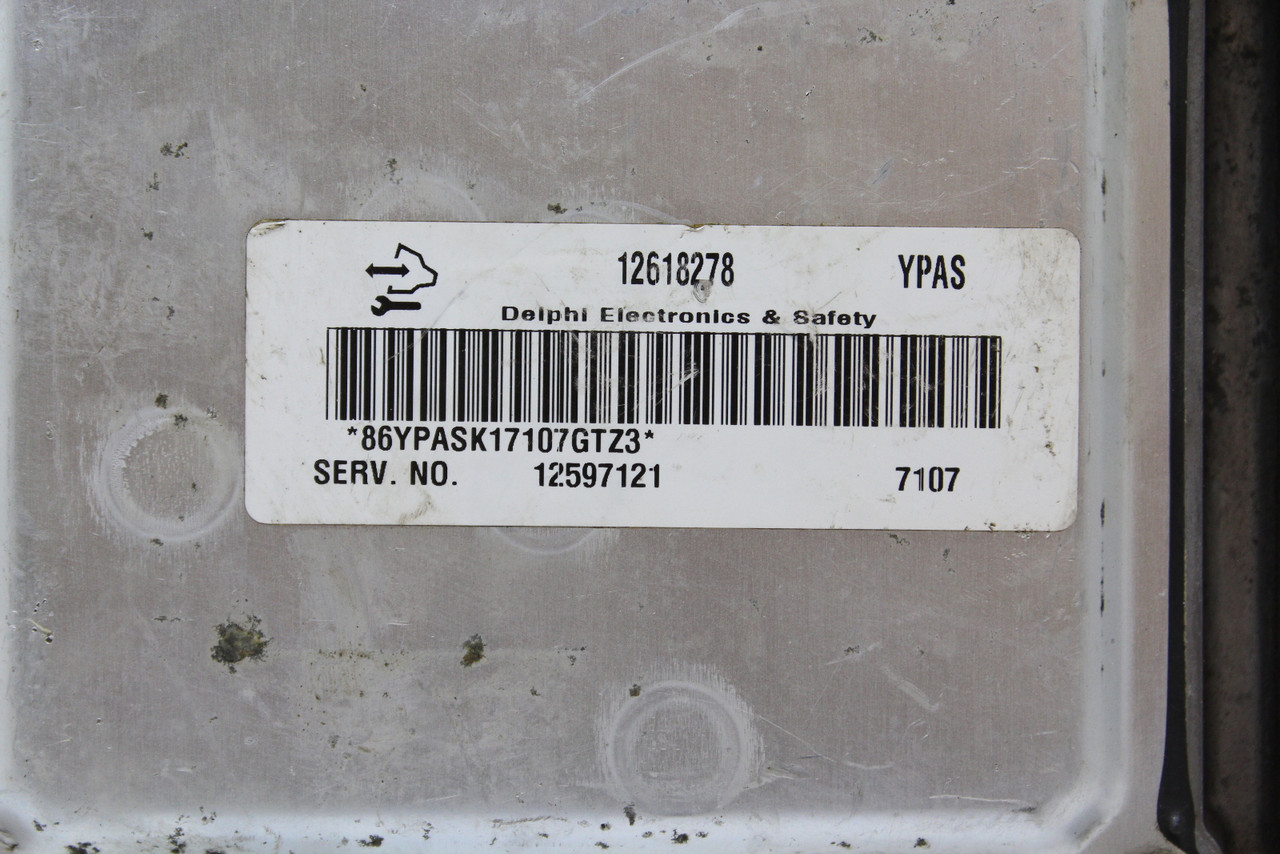 12618278 YPAS
Delphi Electronics & Safety
*86YPASK17107GTZ3*
SERV. NO. 12597121 7107